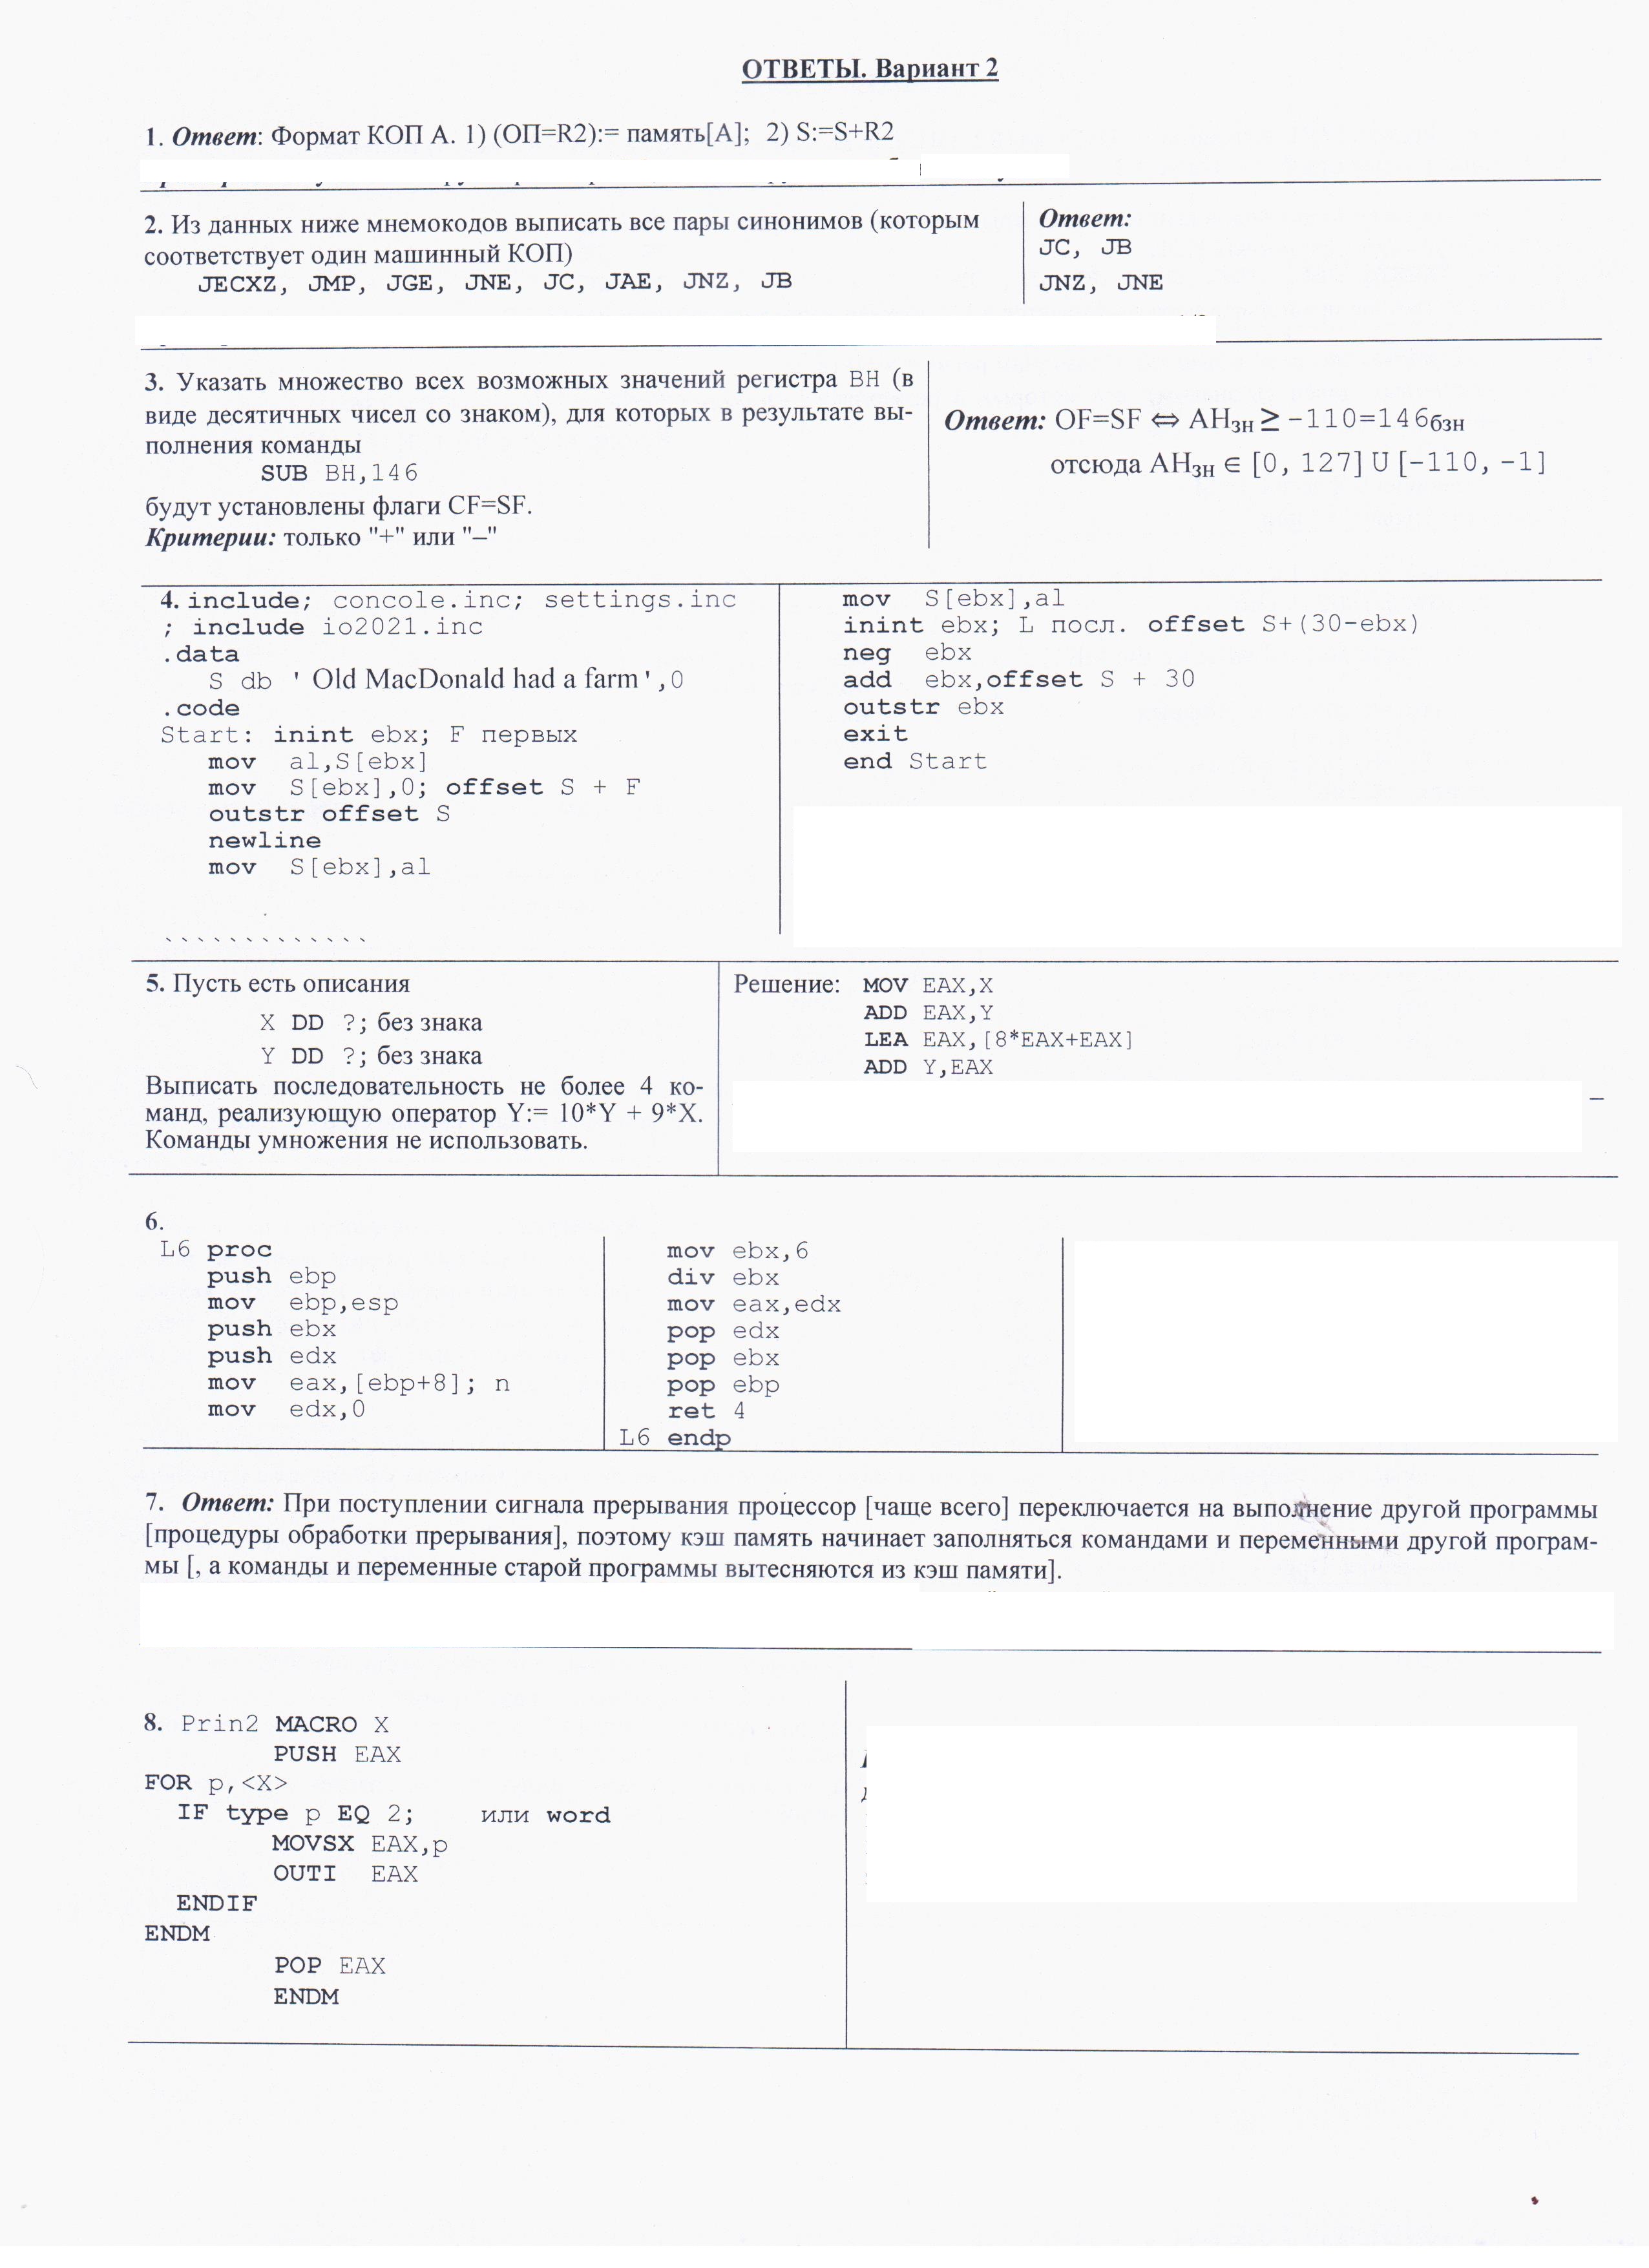 ОТВЕТЫ. Вариант 2
1. Ответ: Формат КОП А. 1) (ОП=R2):= память[А]; 2) S:=S+R2
2. Из данных ниже мнемокодов выписать все пары синонимов (которым
соответствует один машинный КОП)
JECXZ, JMP, JGE, JNE, JC, JAE, JNZ, JB
Ответ:
JC, JB
JNZ, JNE
3. Указать множество всех возможных значений регистра BH (в
виде десятичных чисел со знаком), для которых в результате вы-
полнения команды
SUB BH,146
будут установлены флаги CF=SF.
Критерии: только "+" или "–"
Ответ: OF=SF ⇔ AHзн ≥ -110=146бзн
отсюда AHзн ∈ [0, 127] U [-110, -1]
4. include; concole.inc; settings.inc
; include io2021.inc
.data
S db ' Old MacDonald had a farm',0
.code
Start: inint ebx; F первых
mov al,S[ebx]
mov S[ebx],0; offset S + F
outstr offset S
newline
mov S[ebx],al
mov S[ebx],al
inint ebx; L посл. offset S+(30-ebx)
neg ebx
add ebx,offset S + 30
outstr ebx
exit
end Start
5. Пусть есть описания
X DD ?; без знака
Y DD ?; без знака
Выписать последовательность не более 4 ко-
манд, реализующую оператор Y:= 10*Y + 9*X.
Команды умножения не использовать.
Решение: MOV EAX,X
ADD EAX,Y
LEA EAX,[8*EAX+EAX]
ADD Y,EAX
6.
L6 proc
push ebp
mov ebp,esp
push ebx
push edx
mov eax,[ebp+8]; n
mov edx,0
mov ebx,6
div ebx
mov eax,edx
pop edx
pop ebx
pop ebp
ret 4
L6 endp
7. Ответ: При поступлении сигнала прерывания процессор [чаще всего] переключается на выполнение другой программы
[процедуры обработки прерывания], поэтому кэш память начинает заполняться командами и переменными другой програм-
мы [, а команды и переменные старой программы вытесняются из кэш памяти].
8. Prin2 MACRO X
PUSH EAX
FOR p,<X>
IF type p EQ 2; или word
MOVSX EAX,p
OUTI EAX
ENDIF
ENDM
POP EAX
ENDM